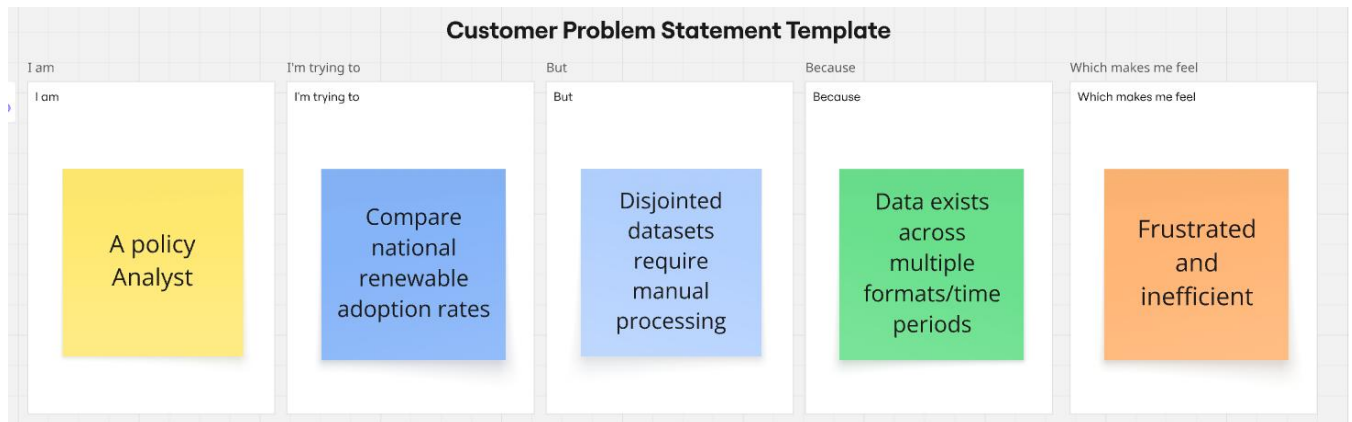 Customer Problem Statement Template
I am
I'm trying to
But
Because
Which makes me feel
I am
I'm trying to
But
Because
Which makes me feel
A policy
Analyst
Compare
national
renewable
adoption rates
Disjointed
datasets
require
manual
processing
Data exists
across
multiple
formats/time
periods
Frustrated
and
inefficient